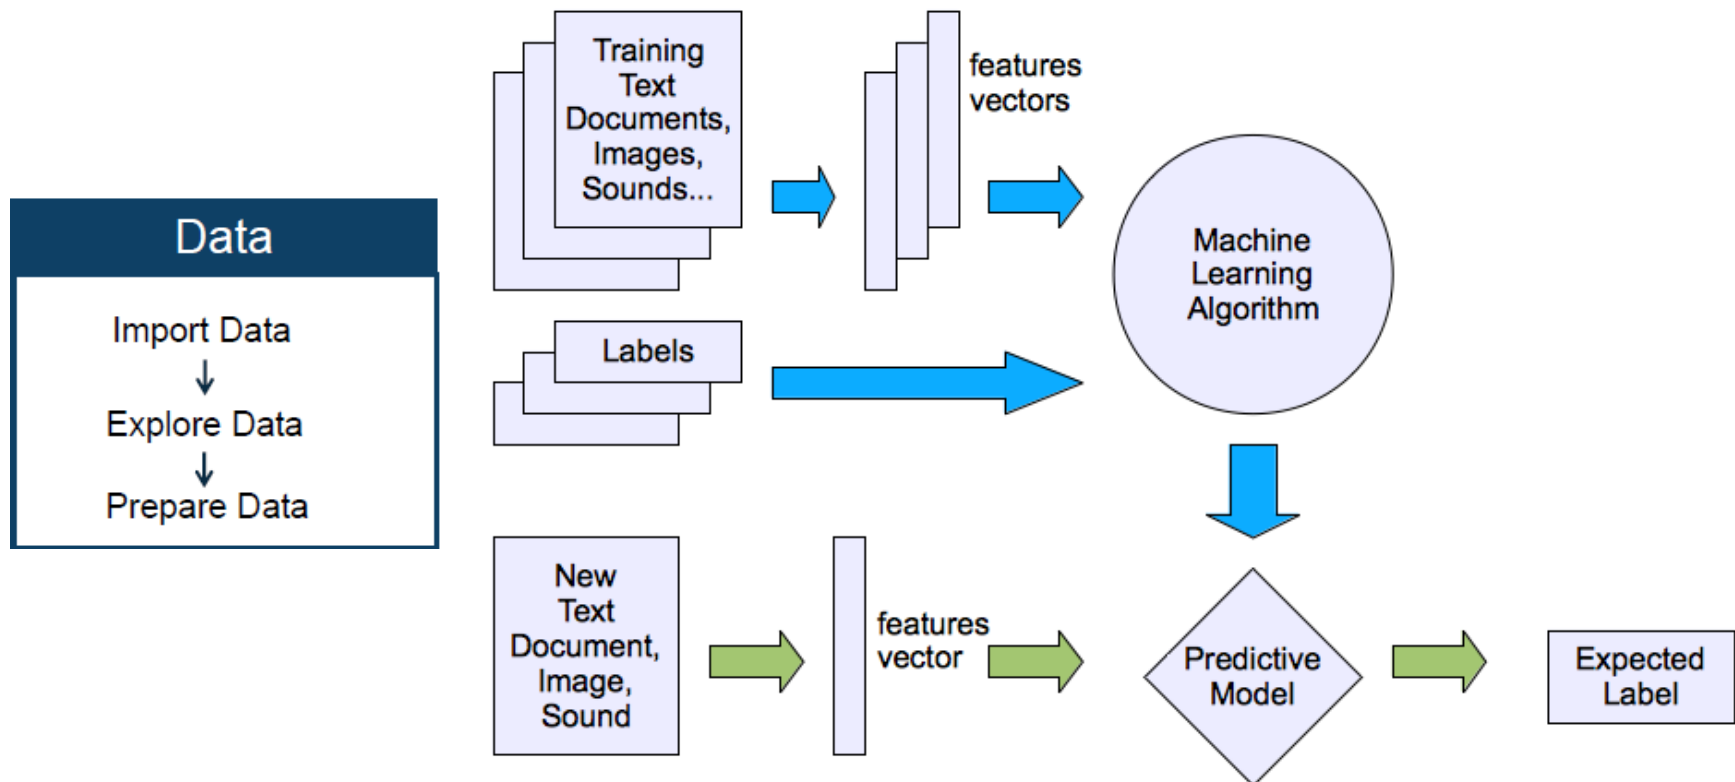 Data
Import Data
Explore Data
Prepare Data
Training
Text
Documents,
Images,
Sounds...
features
vectors
Machine
Learning
Algorithm
Labels
New
Text
Document,
Image,
Sound
features
vector
Predictive
Model
Expected
Label